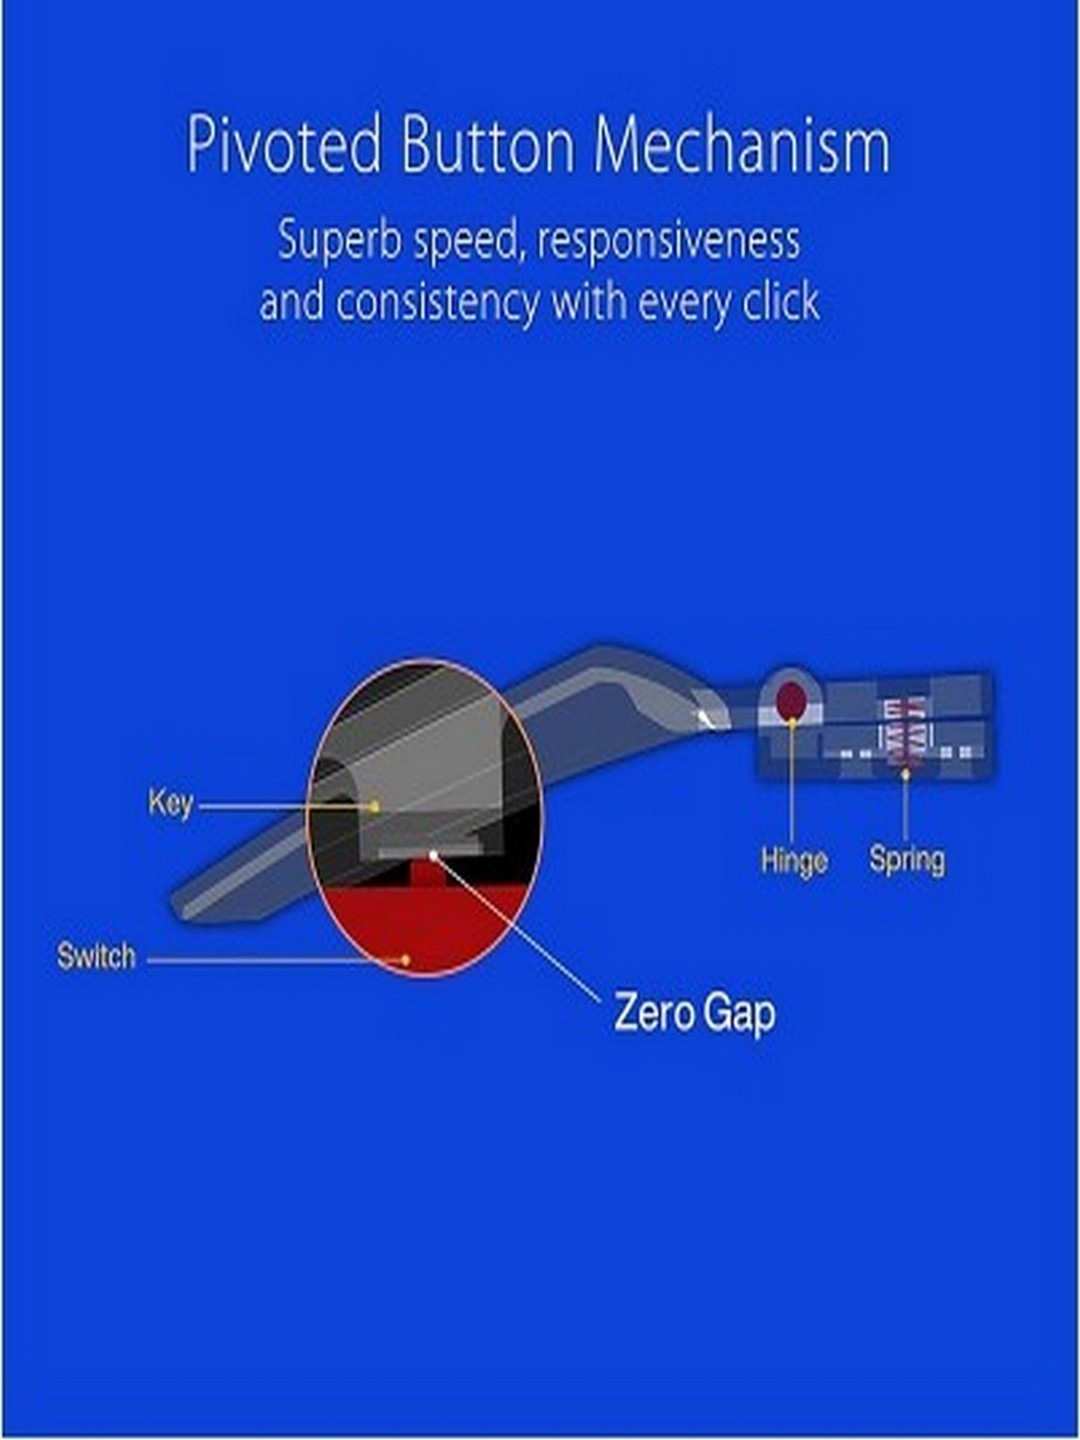 Pivoted Button Mechanism
Superb speed, responsiveness
and consistency with every click
Key
Hinge
Spring
Switch
Zero Gap